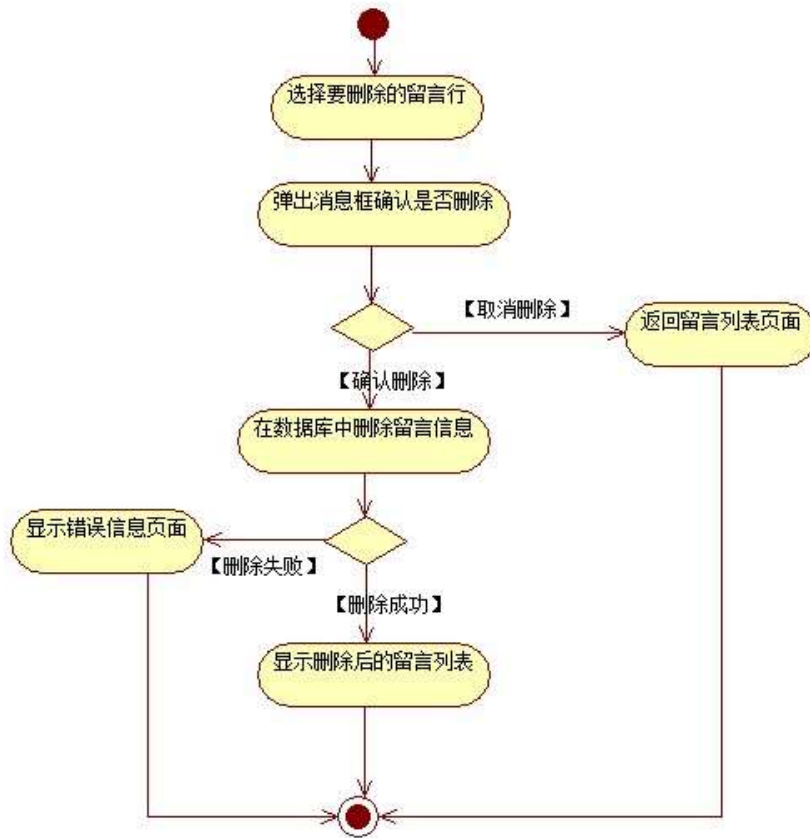 选择要删除的留言行
弹出消息框确认是否删除
【取消删除】
返回留言列表页面
【确认删除】
在数据库中删除留言信息
显示错误信息页面
【删除失败】
【删除成功】
显示删除后的留言列表